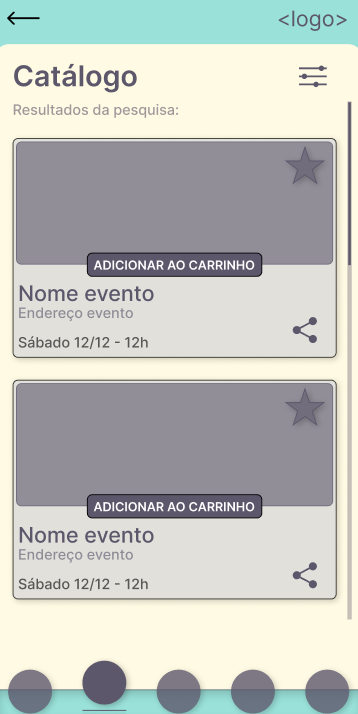 <logo>
Catálogo
Resultados da pesquisa:
ADICIONAR AO CARRINHO
Nome evento
Endereço evento
Sábado 12/12 - 12h
ADICIONAR AO CARRINHO
Nome evento
Endereço evento
Sábado 12/12 - 12h